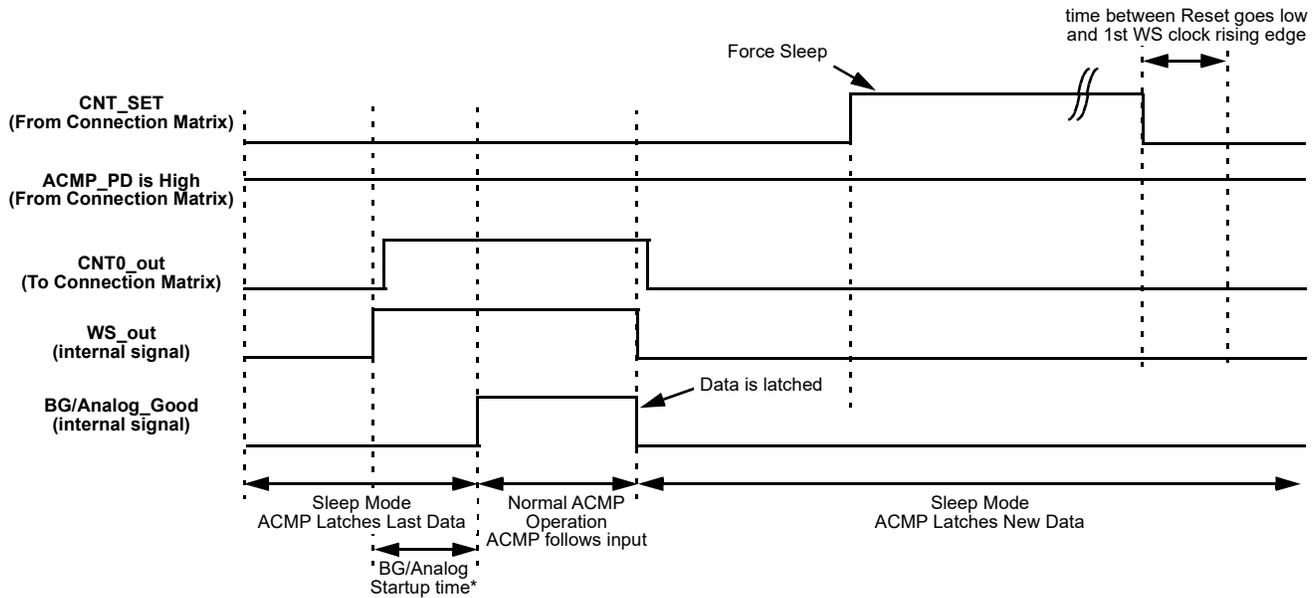 time between Reset goes low
and 1st WS clock rising edge
Force Sleep
CNT_SET
(From Connection Matrix)
ACMP_PD is High
(From Connection Matrix)
CNT0_out
(To Connection Matrix)
WS_out
(internal signal)
Data is latched
BG/Analog_Good
(internal signal)
Sleep Mode
ACMP Latches Last Data
Normal ACMP
Operation
ACMP follows input
Sleep Mode
ACMP Latches New Data
BG/Analog
Startup time*